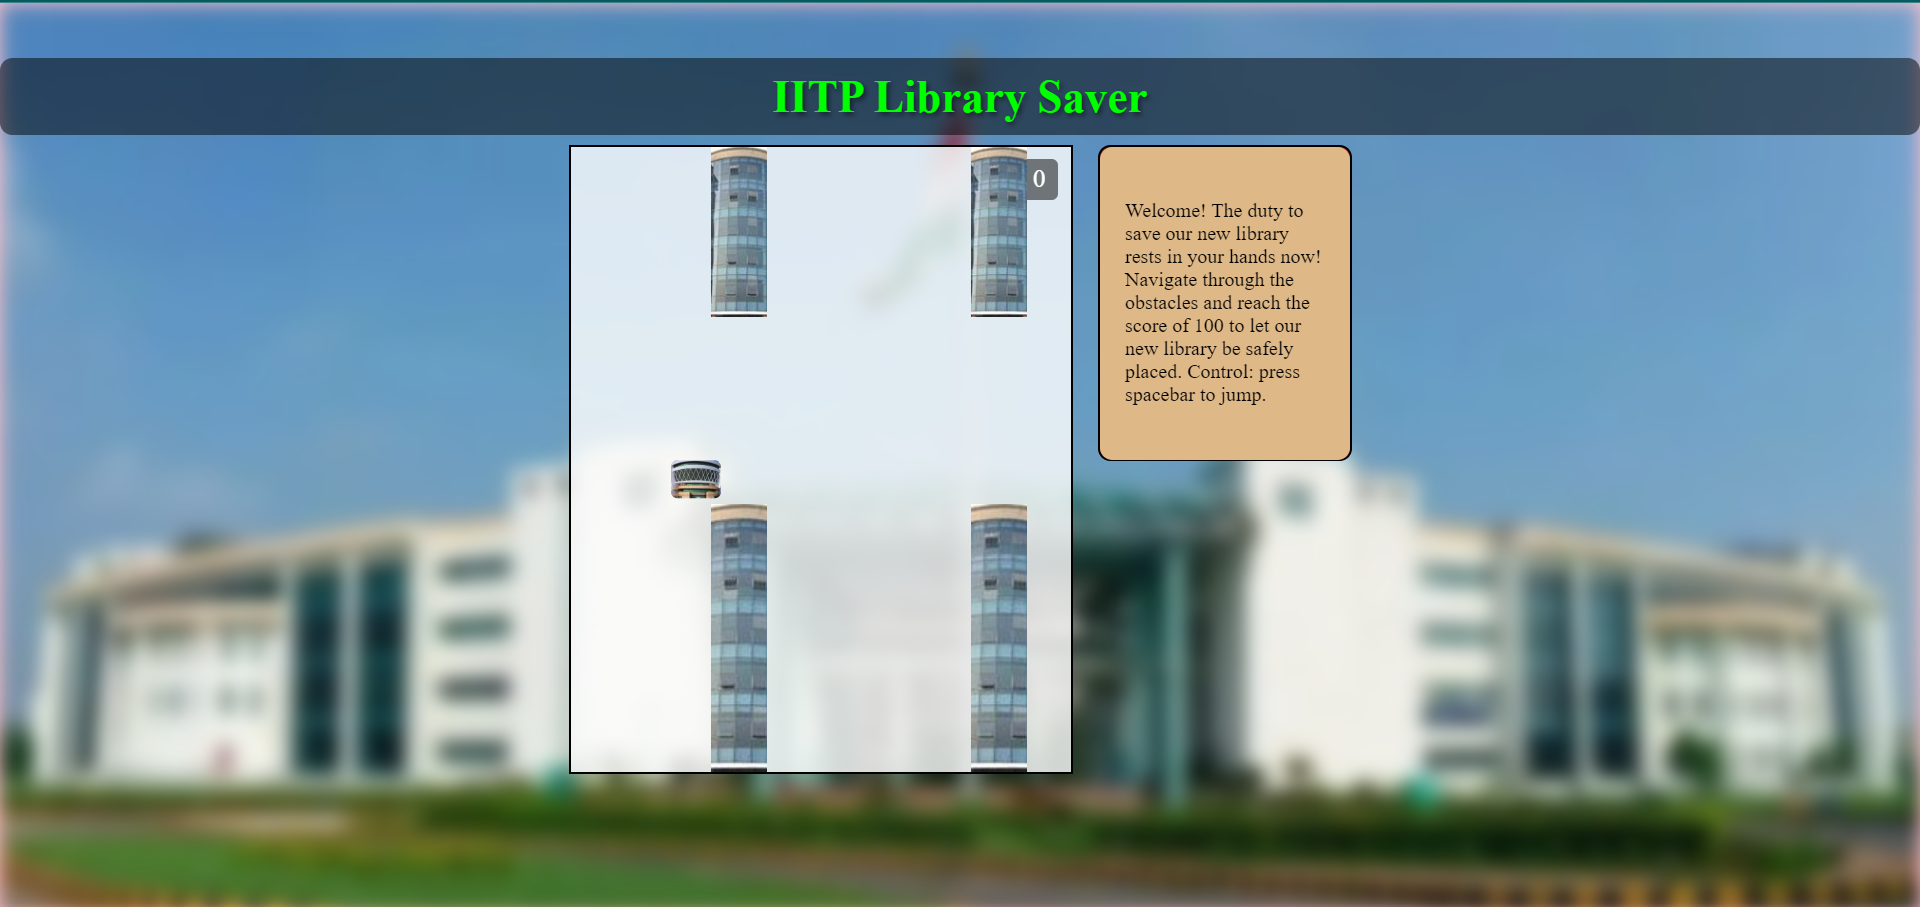 IITP Library Saver
0
Welcome! The duty to
save our new library
rests in your hands now!
Navigate through the
obstacles and reach the
score of 100 to let our
new library be safely
placed. Control: press
spacebar to jump.